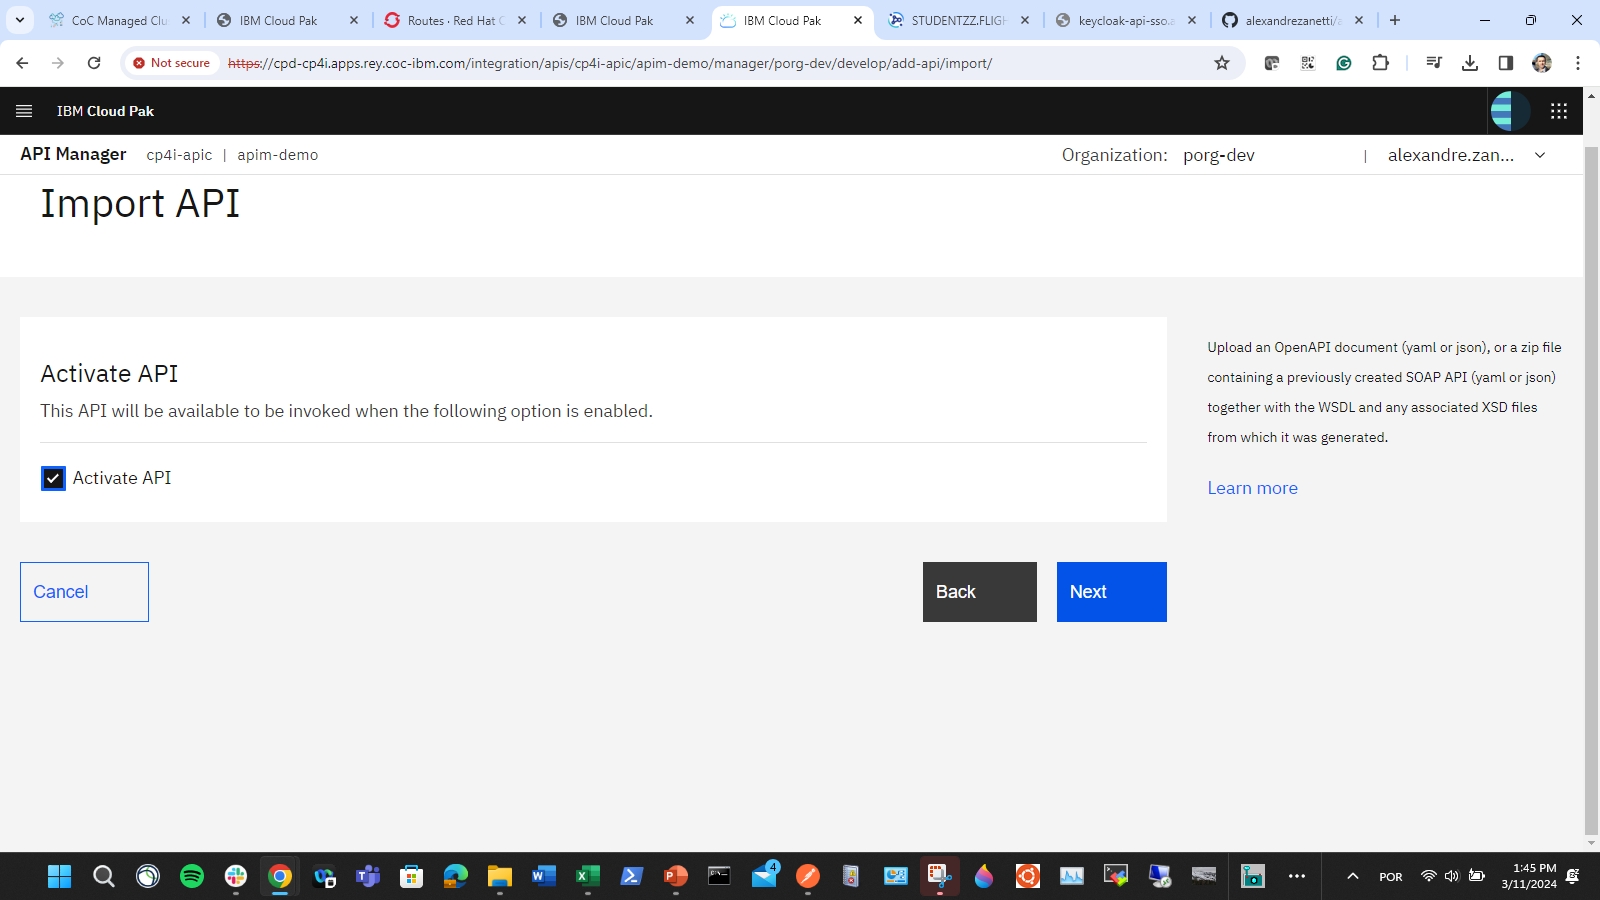 CoC Managed Clu
IBM Cloud Pak
Routes · Red Hat C
IBM Cloud Pak
IBM Cloud Pak
STUDENTZZ.FLIGH
keycloak-api-sso.a
alexandrezanetti/a
Not secure
https://cpd-cp4i.apps.rey.coc-ibm.com/integration/apis/cp4i-apic/apim-demo/manager/porg-dev/develop/add-api/import/
IBM Cloud Pak
API Manager cp4i-apic | apim-demo
Organization: porg-dev | alexandre.zan...
Import API
Activate API
This API will be available to be invoked when the following option is enabled.
Activate API
Cancel
Back
Next
Upload an OpenAPI document (yaml or json), or a zip file
containing a previously created SOAP API (yaml or json)
together with the WSDL and any associated XSD files
from which it was generated.
Learn more
4
POR
1:45 PM
3/11/2024